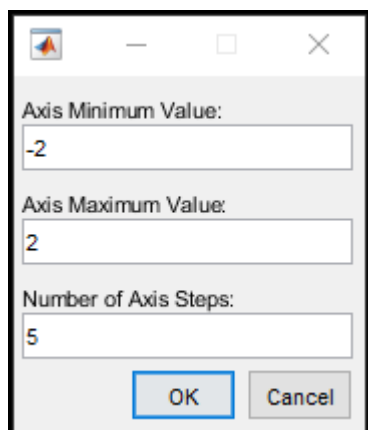 Axis Minimum Value:
-2
Axis Maximum Value:
2
Number of Axis Steps:
5
OK
Cancel